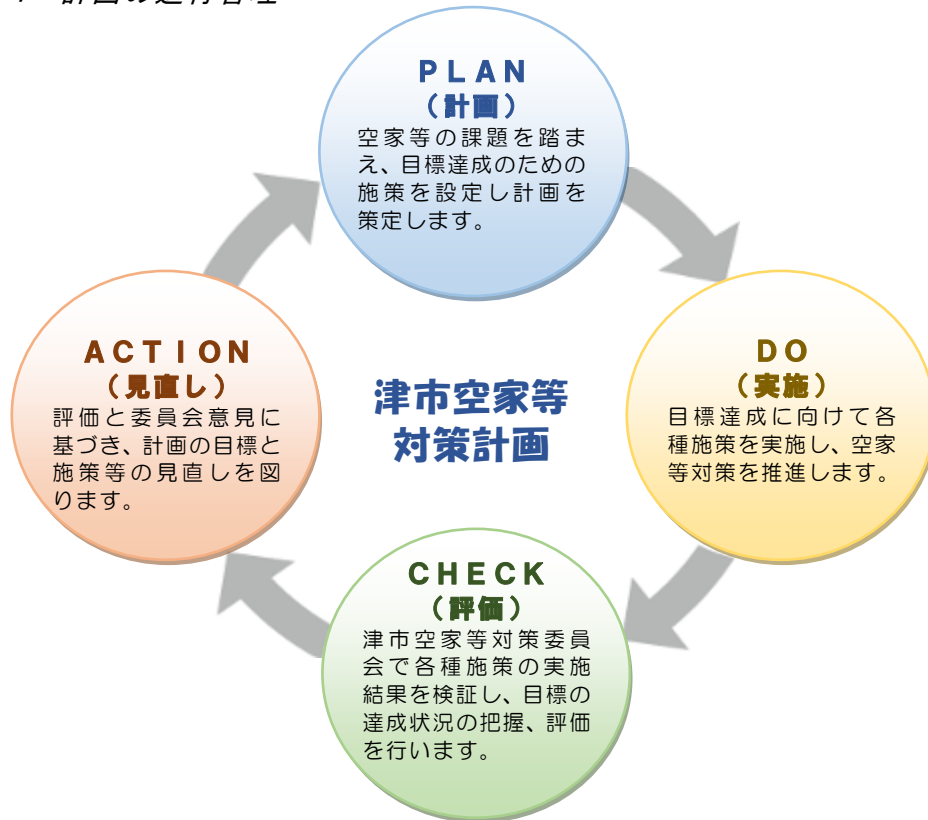 計画の進行管理
PLAN
（計画）
空家等の課題を踏ま
え、目標達成のための
施策を設定し計画を
策定します。
ACTION
（見直し）
評価と委員会意見に
基づき、計画の目標と
施策等の見直しを図
ります。
津市空家等
対策計画
DO
（実施）
目標達成に向けて各
種施策を実施し、空家
等対策を推進します。
CHECK
（評価）
津市空家等対策委員
会で各種施策の実施
結果を検証し、目標の
達成状況の把握、評価
を行います。